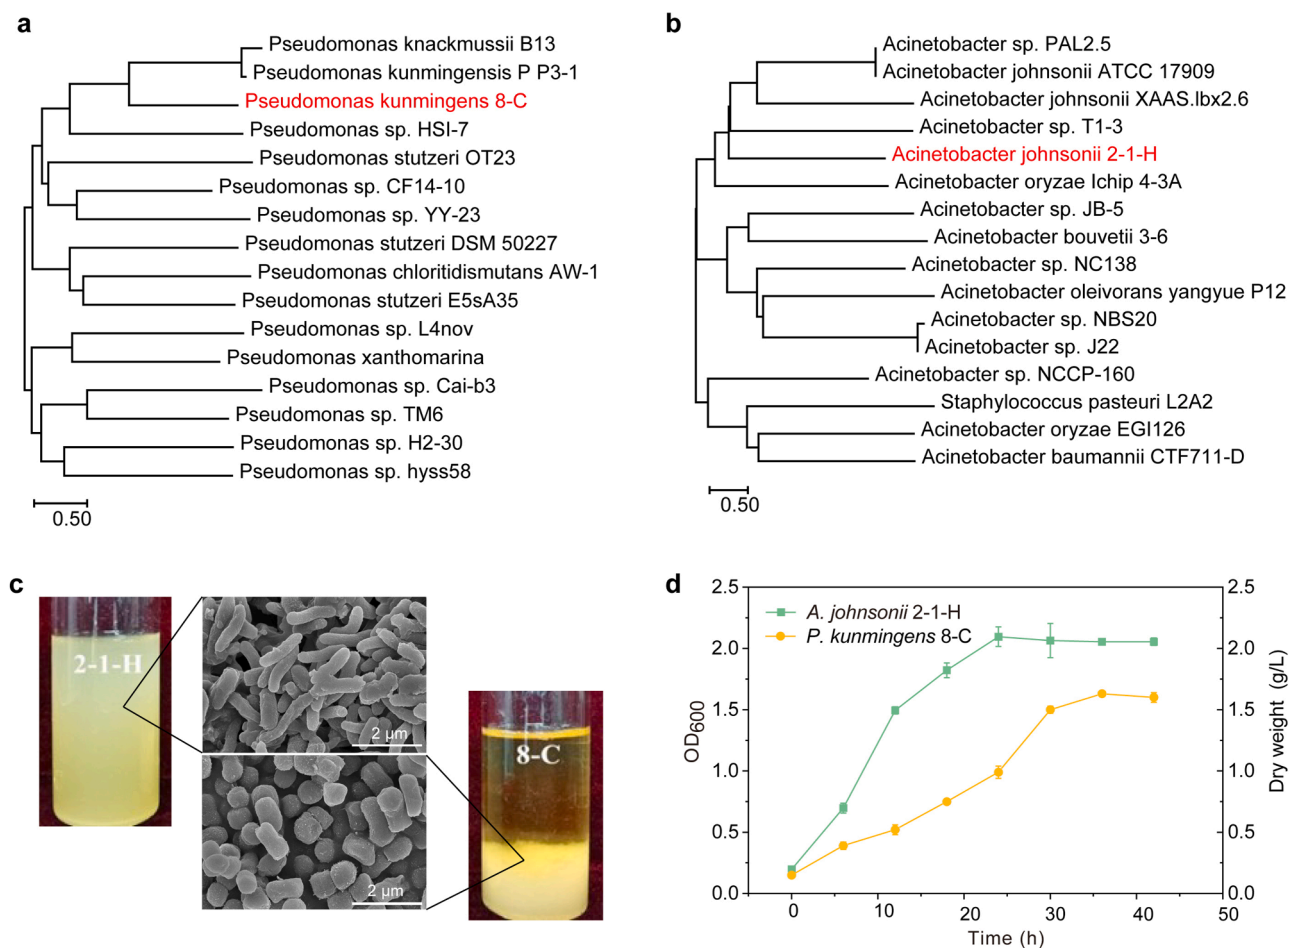 a
Pseudomonas knackmussii B13
Pseudomonas kunmingensis P P3-1
Pseudomonas kunmingens 8-C
Pseudomonas sp. HSI-7
Pseudomonas stutzeri OT23
Pseudomonas sp. CF14-10
Pseudomonas sp. YY-23
Pseudomonas stutzeri DSM 50227
Pseudomonas chloritidismutans AW-1
Pseudomonas stutzeri E5sA35
Pseudomonas sp. L4nov
Pseudomonas xanthomarina
Pseudomonas sp. Cai-b3
Pseudomonas sp. TM6
Pseudomonas sp. H2-30
Pseudomonas sp. hyss58
0.50
b
Acinetobacter sp. PAL2.5
Acinetobacter johnsonii ATCC 17909
Acinetobacter johnsonii XAAS.lbx2.6
Acinetobacter sp. T1-3
Acinetobacter johnsonii 2-1-H
Acinetobacter oryzae Ichip 4-3A
Acinetobacter sp. JB-5
Acinetobacter bouvetii 3-6
Acinetobacter sp. NC138
Acinetobacter oleivorans yangyue P12
Acinetobacter sp. NBS20
Acinetobacter sp. J22
Acinetobacter sp. NCCP-160
Staphylococcus pasteuri L2A2
Acinetobacter oryzae EGI126
Acinetobacter baumannii CTF711-D
0.50
c
2-1-H
2 μm
8-C
2 μm
d
A. johnsonii 2-1-H
P. kunmingens 8-C
2.5
2.0
1.5
1.0
0.5
0.0
OD600
2.5
2.0
1.5
1.0
0.5
0.0
Dry weight (g/L)
0 10 20 30 40 50
Time (h)